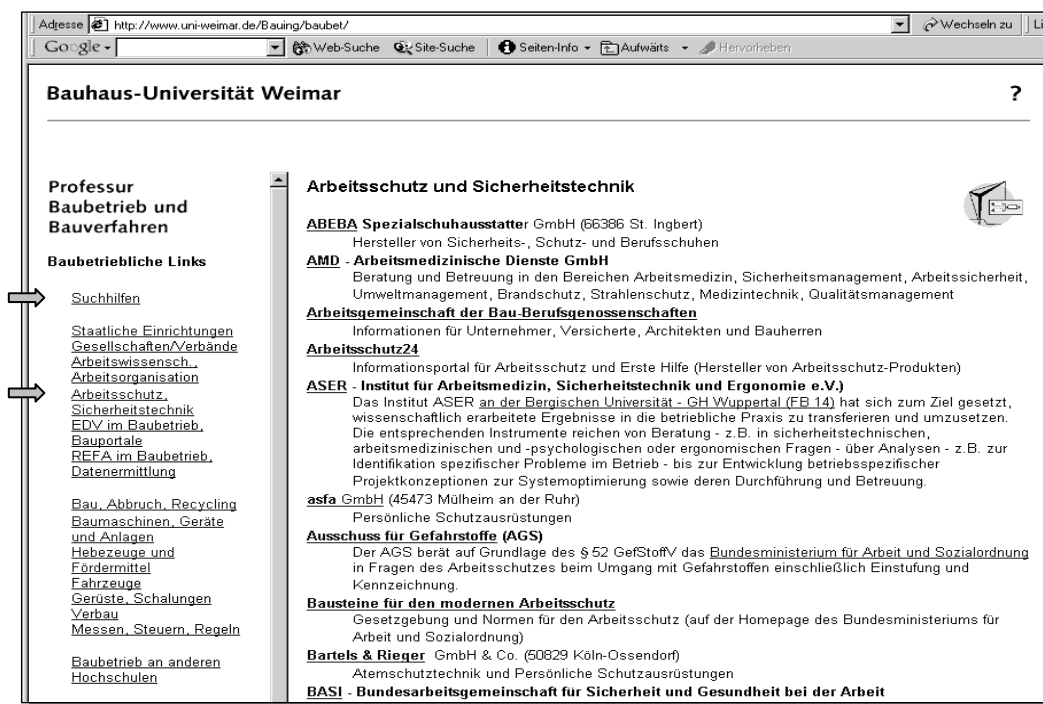 Adresse http://www.uni-weimar.de/Bauing/baubet/ Wechseln zu Li
Google Web-Suche Site-Suche Seiten-Info Aufwärts Hervorheben
Bauhaus-Universität Weimar ?
Professur
Baubetrieb und
Bauverfahren
Baubetriebliche Links
Suchhilfen
Staatliche Einrichtungen
Gesellschaften/Verbände
Arbeitswissensch.,
Arbeitsorganisation
Arbeitsschutz,
Sicherheitstechnik
EDV im Baubetrieb,
Bauportale
REFA im Baubetrieb,
Datenermittlung
Bau, Abbruch, Recycling
Baumaschinen, Geräte
und Anlagen
Hebezeuge und
Fördermittel
Fahrzeuge
Gerüste, Schalungen
Verbau
Messen, Steuern, Regeln
Baubetrieb an anderen
Hochschulen
Arbeitsschutz und Sicherheitstechnik
ABEBA Spezialschuhausstatter GmbH (66386 St. Ingbert)
Hersteller von Sicherheits-, Schutz- und Berufsschuhen
AMD - Arbeitsmedizinische Dienste GmbH
Beratung und Betreuung in den Bereichen Arbeitsmedizin, Sicherheitsmanagement, Arbeitssicherheit,
Umweltmanagement, Brandschutz, Strahlenschutz, Medizintechnik, Qualitätsmanagement
Arbeitsgemeinschaft der Bau-Berufsgenossenschaften
Informationen für Unternehmer, Versicherte, Architekten und Bauherren
Arbeitsschutz24
Informationsportal für Arbeitsschutz und Erste Hilfe (Hersteller von Arbeitsschutz-Produkten)
ASER - Institut für Arbeitsmedizin, Sicherheitstechnik und Ergonomie e.V.)
Das Institut ASER an der Bergischen Universität - GH Wuppertal (FB 14) hat sich zum Ziel gesetzt,
wissenschaftlich erarbeitete Ergebnisse in die betriebliche Praxis zu transferieren und umzusetzen.
Die entsprechenden Instrumente reichen von Beratung - z.B. in sicherheitstechnischen,
arbeitsmedizinischen und -psychologischen oder ergonomischen Fragen - über Analysen - z.B. zur
Identifikation spezifischer Probleme im Betrieb - bis zur Entwicklung betriebsspezifischer
Projektkonzeptionen zur Systemoptimierung sowie deren Durchführung und Betreuung.
asfa GmbH (45473 Mülheim an der Ruhr)
Persönliche Schutzausrüstungen
Ausschuss für Gefahrstoffe (AGS)
Der AGS berät auf Grundlage des § 52 GefStoffV das Bundesministerium für Arbeit und Sozialordnung
in Fragen des Arbeitsschutzes beim Umgang mit Gefahrstoffen einschließlich Einstufung und
Kennzeichnung.
Bausteine für den modernen Arbeitsschutz
Gesetzgebung und Normen für den Arbeitsschutz (auf der Homepage des Bundesministeriums für
Arbeit und Sozialordnung)
Bartels & Rieger GmbH & Co. (50829 Köln-Ossendorf)
Atemschutztechnik und Persönliche Schutzausrüstungen
BASI - Bundesarbeitsgemeinschaft für Sicherheit und Gesundheit bei der Arbeit